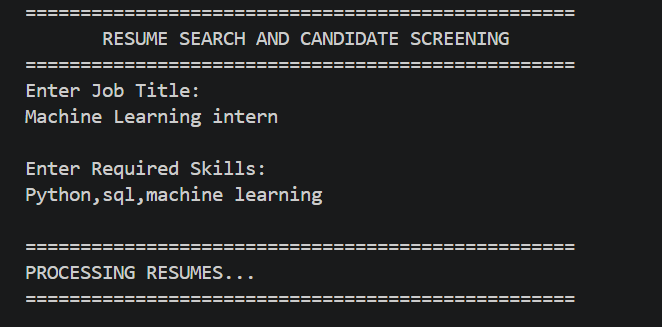 ==================================================
RESUME SEARCH AND CANDIDATE SCREENING
==================================================
Enter Job Title:
Machine Learning intern
Enter Required Skills:
Python,sql,machine learning
==================================================
PROCESSING RESUMES...
==================================================